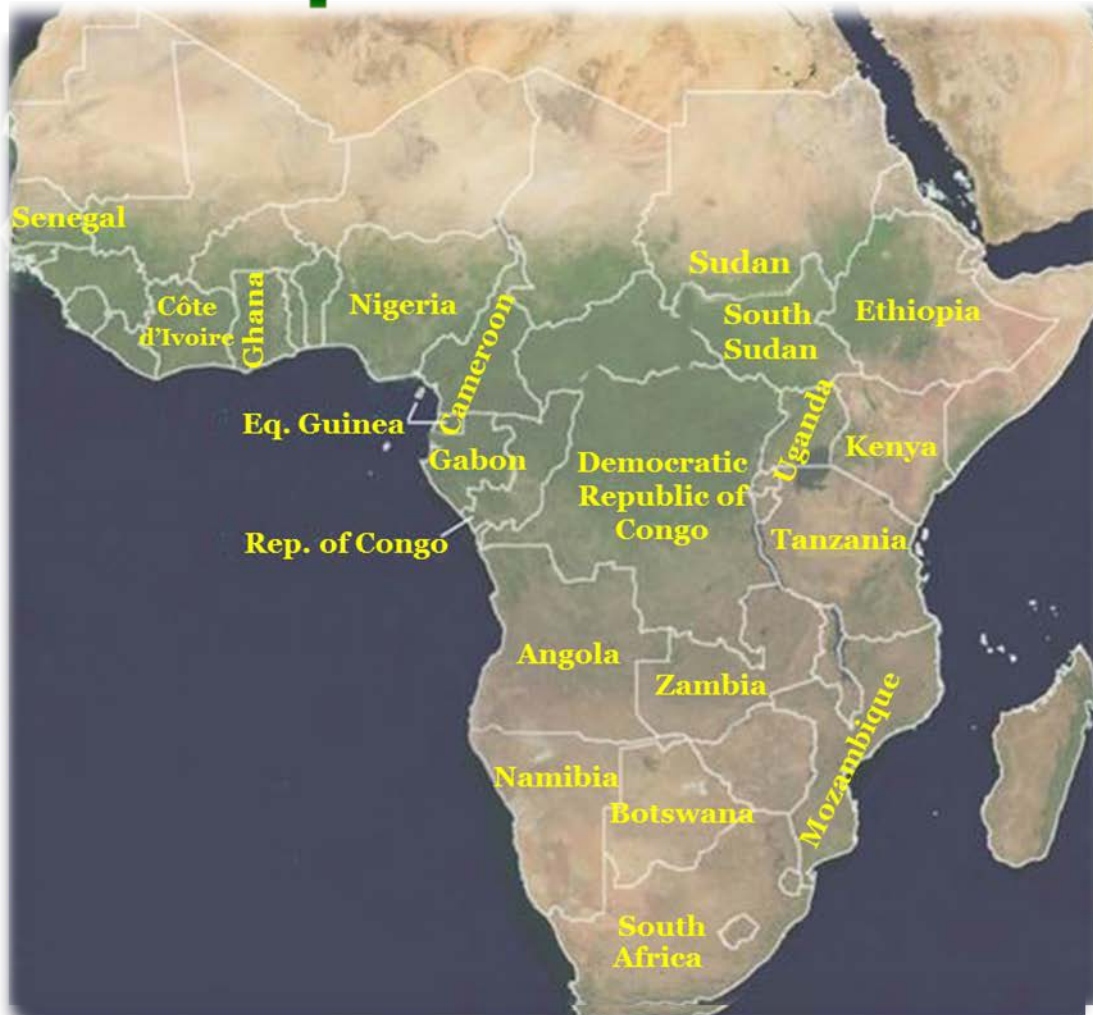 Senegal
Sudan
Côte
d'Ivoire
Ghana
Nigeria
Cameroon
South
Sudan
Ethiopia
Eq. Guinea
Gabon
Democratic
Republic of
Congo
Uganda
Kenya
Rep. of Congo
Tanzania
Angola
Zambia
Mozambique
Namibia
Botswana
South
Africa